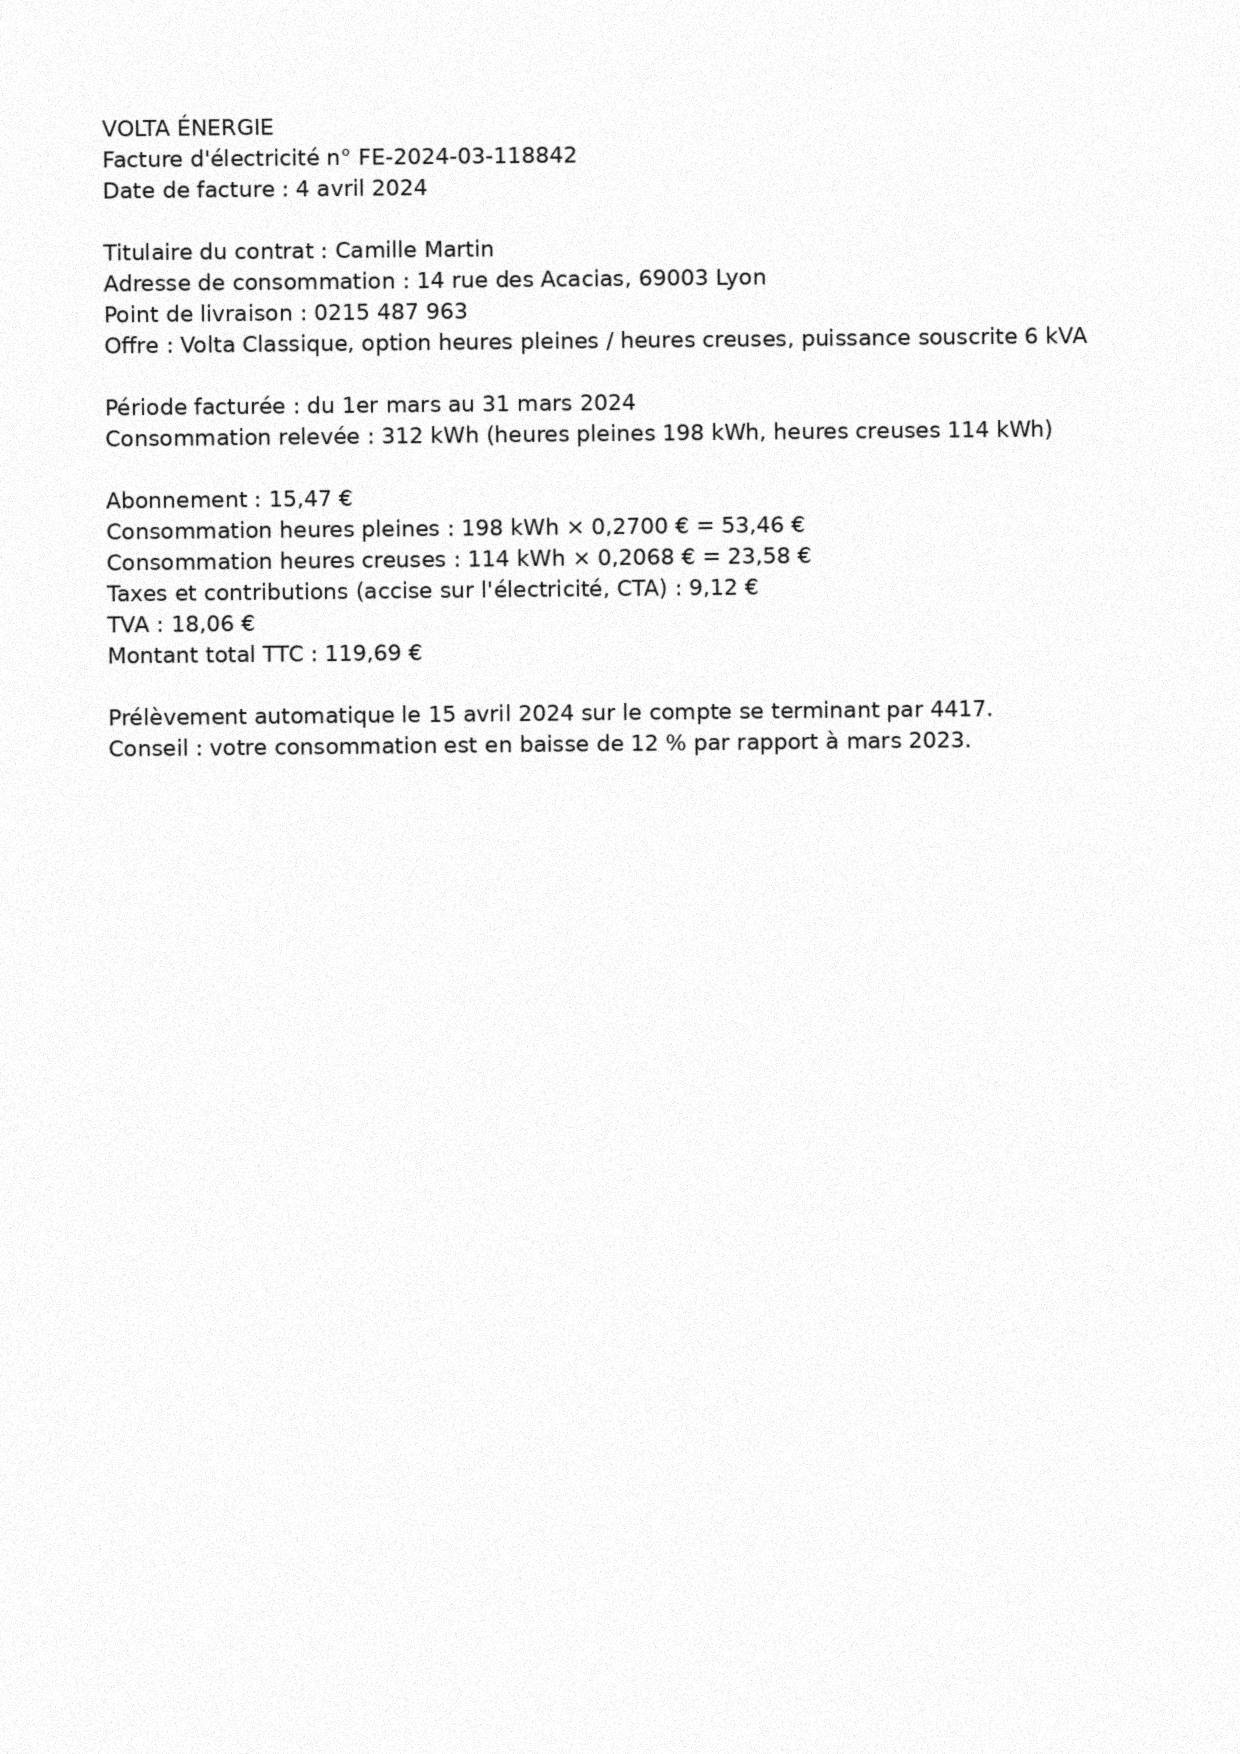 VOLTA ÉNERGIE
Facture d'électricité n° FE-2024-03-118842
Date de facture : 4 avril 2024
Titulaire du contrat : Camille Martin
Adresse de consommation : 14 rue des Acacias, 69003 Lyon
Point de livraison : 0215 487 963
Offre : Volta Classique, option heures pleines / heures creuses, puissance souscrite 6 kVA
Période facturée : du 1er mars au 31 mars 2024
Consommation relevée : 312 kWh (heures pleines 198 kWh, heures creuses 114 kWh)
Abonnement : 15,47 €
Consommation heures pleines : 198 kWh × 0,2700 € = 53,46 €
Consommation heures creuses : 114 kWh × 0,2068 € = 23,58 €
Taxes et contributions (accise sur l'électricité, CTA) : 9,12 €
TVA : 18,06 €
Montant total TTC : 119,69 €
Prélèvement automatique le 15 avril 2024 sur le compte se terminant par 4417.
Conseil : votre consommation est en baisse de 12 % par rapport à mars 2023.